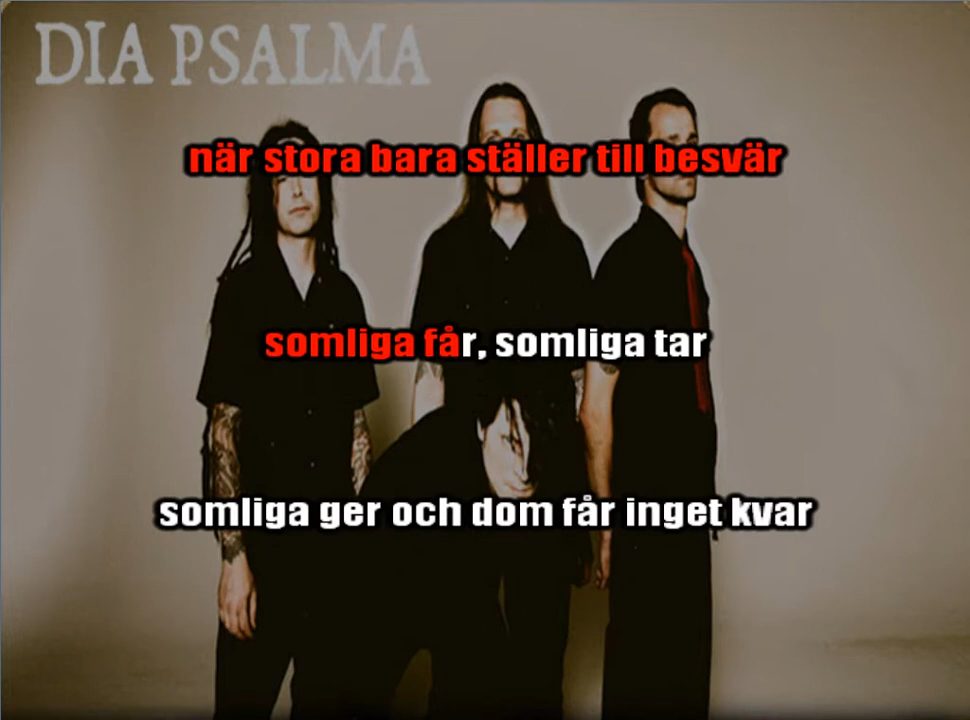 DIA PSALMA
när stora bara ställer till besvär
somliga får, somliga tar
somliga ger och dom får inget kvar